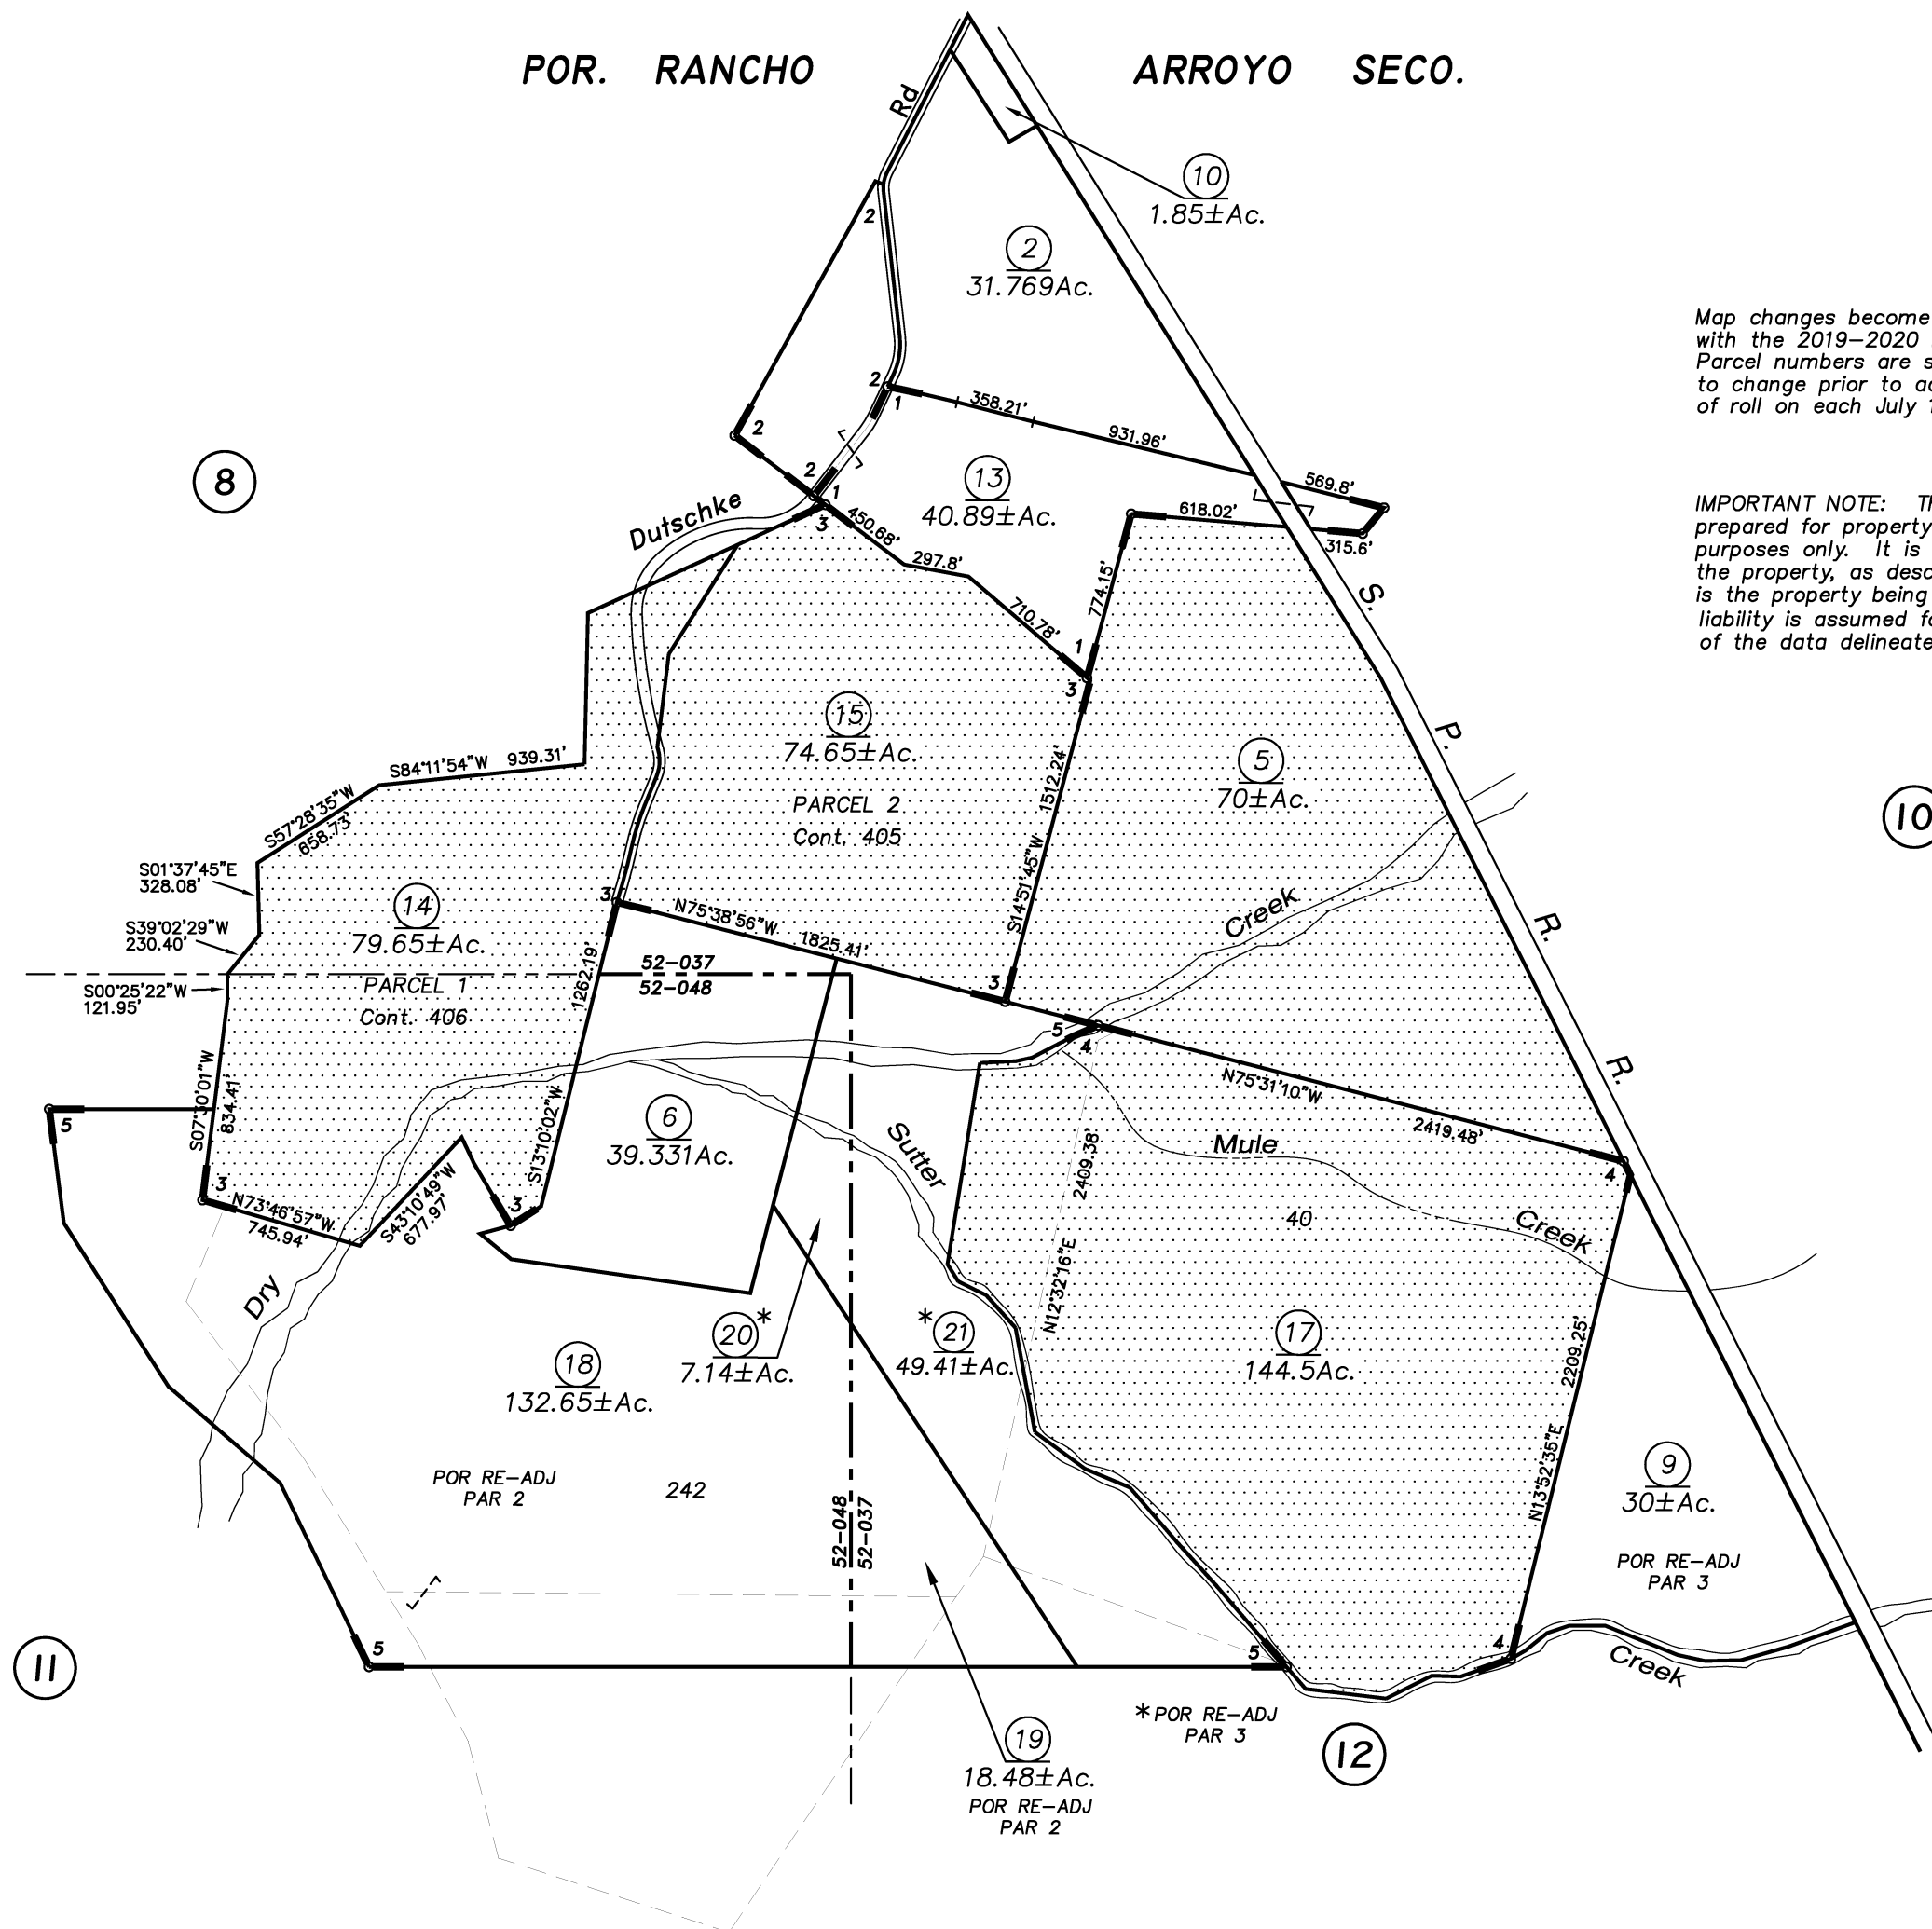 POR. RANCHO ARROYO SECO.
Rd
10
1.85±Ac.
2
2
31.769Ac.
Map changes become
with the 2019–2020
Parcel numbers are s
to change prior to ac
of roll on each July 1
2
1
358.21'
931.96'
2
8
2
1
3
13
40.89±Ac.
569.8'
618.02'
315.6'
IMPORTANT NOTE: Th
prepared for property
purposes only. It is
the property, as desc
is the property being
liability is assumed fo
of the data delineate
Dutschke
450.68'
297.8'
710.78'
774.15'
1
3
S.
P.
R.
R.
15
74.65±Ac.
PARCEL 2
Cont. 405
5
70±Ac.
10
S84°11'54"W 939.31'
S57°28'35"W
658.73'
S01°37'45"E
328.08'
S39°02'29"W
230.40'
S00°25'22"W
121.95'
14
79.65±Ac.
PARCEL 1
Cont. 406
3
N75°38'56"W 1825.41'
1512.24'
S14°51'45"W
3
Creek
52-037
52-048
1262.19'
S13°10'02"W
S07°30'01"W
834.41'
5
5
4
N75°31'10"W 2419.48'
4
6
39.331Ac.
Sutter
2409.38'
N12°32'16"E
Mule
Creek
40
3
N73°46'57"W
745.94'
S43°10'49"W
677.97'
3
Dry
18
132.65±Ac.
20*
7.14±Ac.
*21
49.41±Ac.
17
144.5Ac.
2209.25'
N13°52'35"E
9
30±Ac.
POR RE-ADJ
PAR 3
POR RE-ADJ
PAR 2
242
52-048
52-037
11
5
5
4
Creek
*POR RE-ADJ
PAR 3
12
19
18.48±Ac.
POR RE-ADJ
PAR 2